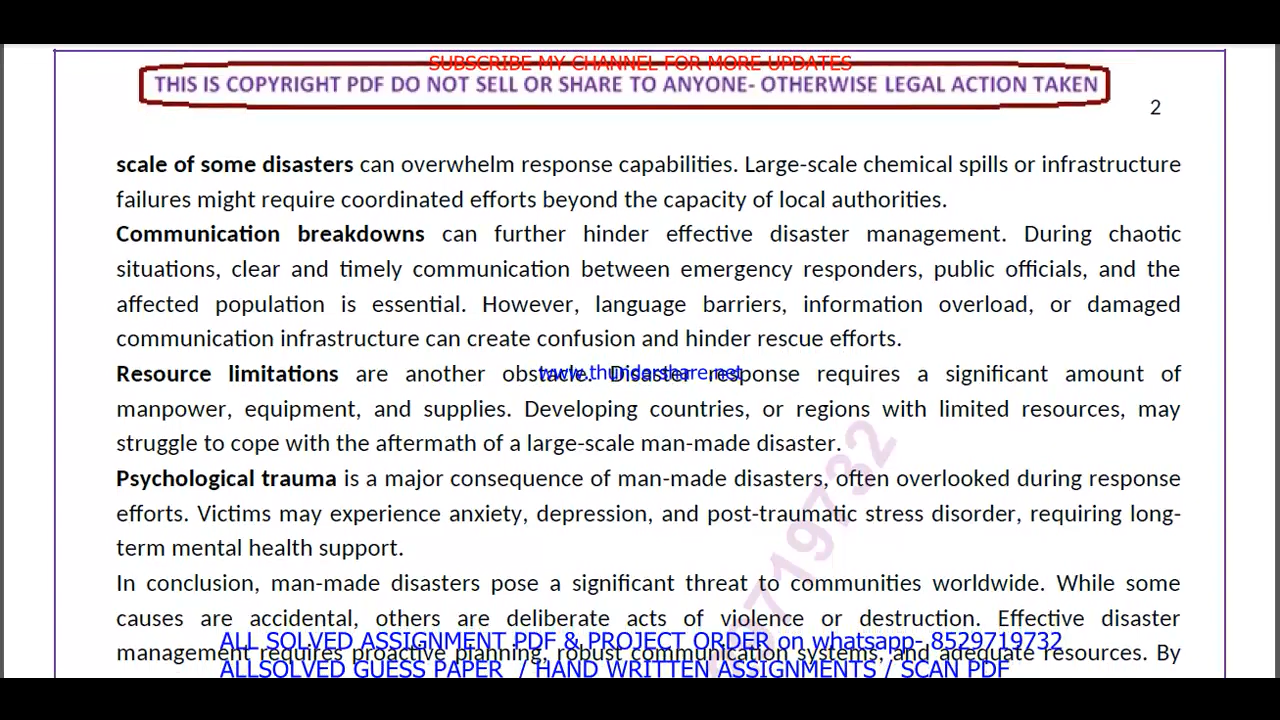 SUBSCRIBE MY CHANNEL FOR MORE UPDATES
THIS IS COPYRIGHT PDF DO NOT SELL OR SHARE TO ANYONE- OTHERWISE LEGAL ACTION TAKEN
2
scale of some disasters can overwhelm response capabilities. Large-scale chemical spills or infrastructure
failures might require coordinated efforts beyond the capacity of local authorities.
Communication breakdowns can further hinder effective disaster management. During chaotic
situations, clear and timely communication between emergency responders, public officials, and the
affected population is essential. However, language barriers, information overload, or damaged
communication infrastructure can create confusion and hinder rescue efforts.
Resource limitations are another obstacle. Disaster response requires a significant amount of
www.thundershare.net
manpower, equipment, and supplies. Developing countries, or regions with limited resources, may
struggle to cope with the aftermath of a large-scale man-made disaster.
Psychological trauma is a major consequence of man-made disasters, often overlooked during response
efforts. Victims may experience anxiety, depression, and post-traumatic stress disorder, requiring long-
term mental health support.
In conclusion, man-made disasters pose a significant threat to communities worldwide. While some
causes are accidental, others are deliberate acts of violence or destruction. Effective disaster
ALL SOLVED ASSIGNMENT PDF & PROJECT ORDER on whatsapp- 8529719732
management requires proactive planning, robust communication systems, and adequate resources. By
ALLSOLVED GUESS PAPER / HAND WRITTEN ASSIGNMENTS / SCAN PDF